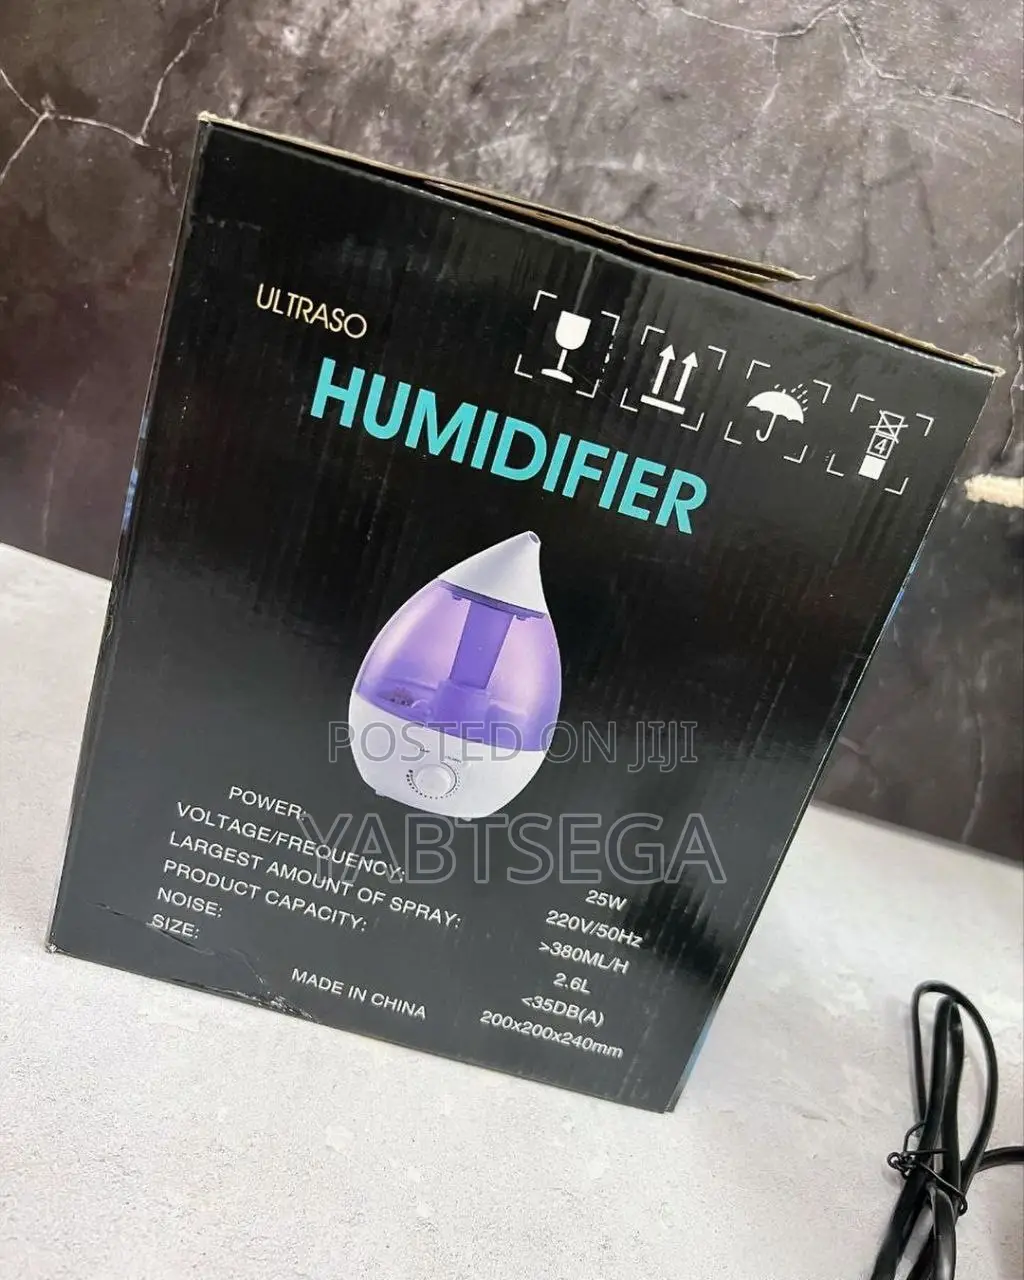 ULTRASO
HUMIDIFIER
4
POSTED ON JIJI
YABTSEGA
POWER: 25W
VOLTAGE/FREQUENCY: 220V/50Hz
LARGEST AMOUNT OF SPRAY: >380ML/H
PRODUCT CAPACITY: 2.6L
NOISE: <35DB(A)
SIZE: 200x200x240mm
MADE IN CHINA